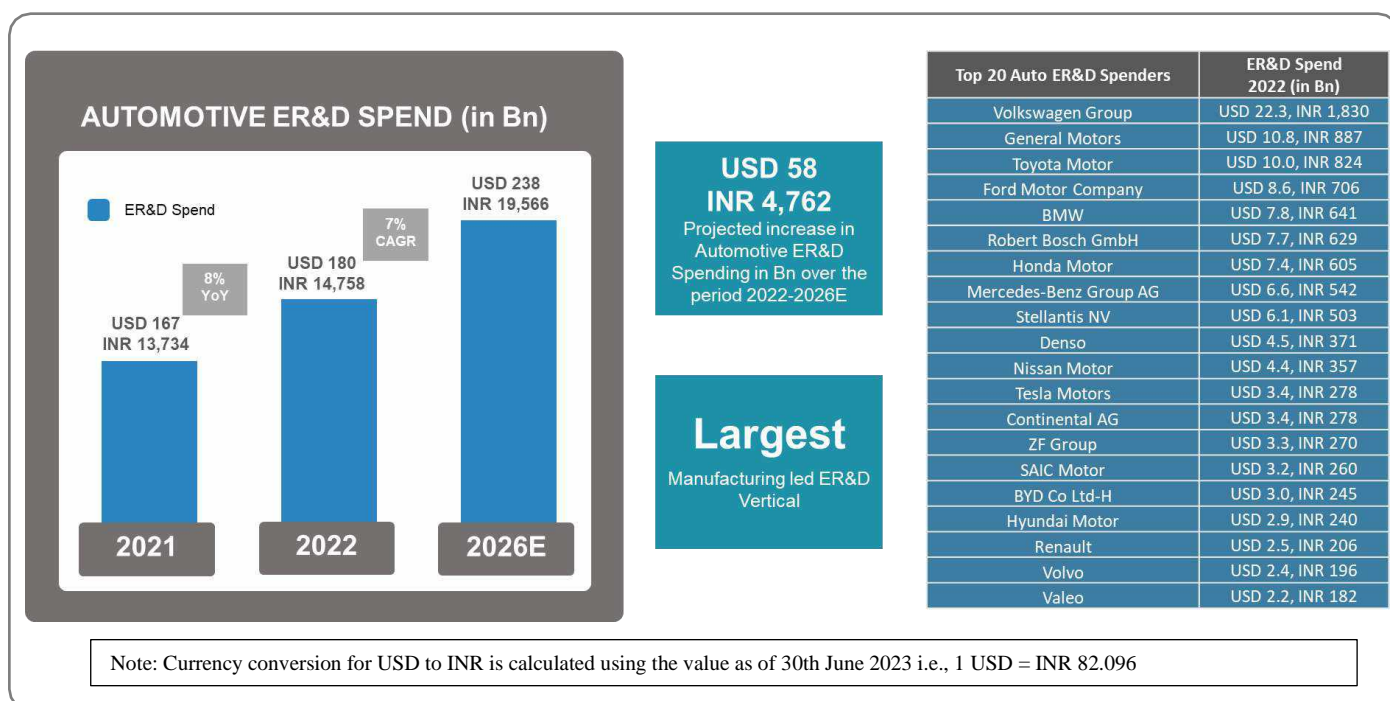 AUTOMOTIVE ER&D SPEND (in Bn)
ER&D Spend
USD 167
INR 13,734
8%
YoY
USD 180
INR 14,758
7%
CAGR
USD 238
INR 19,566
2021
2022
2026E
USD 58
INR 4,762
Projected increase in
Automotive ER&D
Spending in Bn over the
period 2022-2026E
Largest
Manufacturing led ER&D
Vertical
Top 20 Auto ER&D Spenders
ER&D Spend
2022 (in Bn)
Volkswagen Group USD 22.3, INR 1,830
General Motors USD 10.8, INR 887
Toyota Motor USD 10.0, INR 824
Ford Motor Company USD 8.6, INR 706
BMW USD 7.8, INR 641
Robert Bosch GmbH USD 7.7, INR 629
Honda Motor USD 7.4, INR 605
Mercedes-Benz Group AG USD 6.6, INR 542
Stellantis NV USD 6.1, INR 503
Denso USD 4.5, INR 371
Nissan Motor USD 4.4, INR 357
Tesla Motors USD 3.4, INR 278
Continental AG USD 3.4, INR 278
ZF Group USD 3.3, INR 270
SAIC Motor USD 3.2, INR 260
BYD Co Ltd-H USD 3.0, INR 245
Hyundai Motor USD 2.9, INR 240
Renault USD 2.5, INR 206
Volvo USD 2.4, INR 196
Valeo USD 2.2, INR 182
Note: Currency conversion for USD to INR is calculated using the value as of 30th June 2023 i.e., 1 USD = INR 82.096